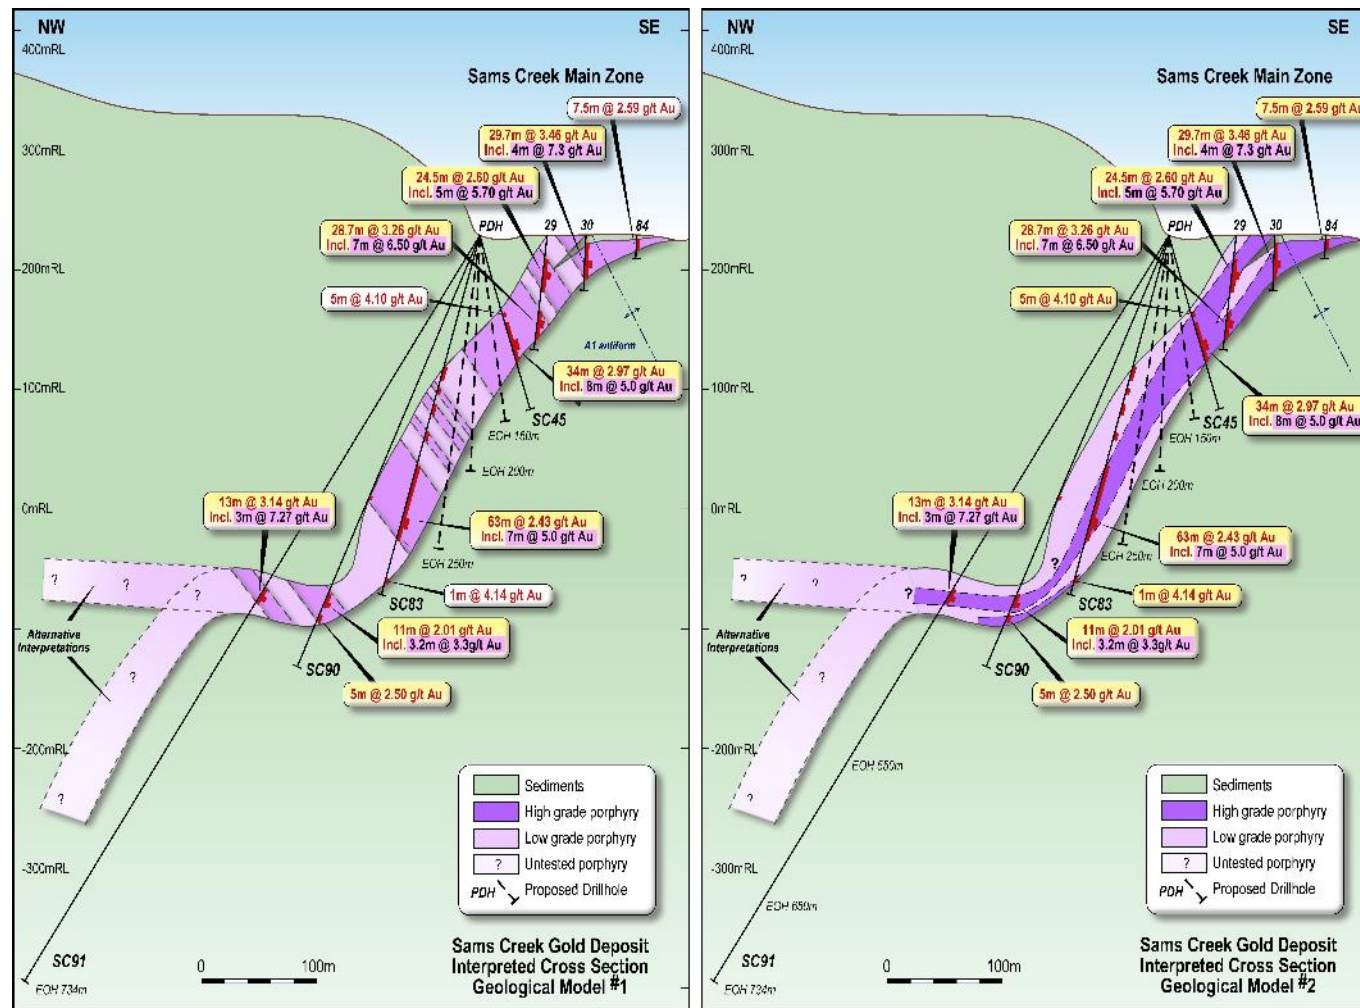 NW
SE
400mRL
Sams Creek Main Zone
7.5m @ 2.59 g/t Au
29.7m @ 3.46 g/t Au
Incl. 4m @ 7.3 g/t Au
300mRL
24.5m @ 2.60 g/t Au
Incl. 5m @ 5.70 g/t Au
PDH
29
30
84
28.7m @ 3.26 g/t Au
Incl. 7m @ 6.50 g/t Au
200mRL
5m @ 4.10 g/t Au
A1 antiform
34m @ 2.97 g/t Au
Incl. 8m @ 5.0 g/t Au
100mRL
SC45
EOH 150m
EOH 200m
13m @ 3.14 g/t Au
Incl. 3m @ 7.27 g/t Au
0mRL
63m @ 2.43 g/t Au
Incl. 7m @ 5.0 g/t Au
EOH 250m
?
?
?
1m @ 4.14 g/t Au
SC83
Alternative
Interpretations
11m @ 2.01 g/t Au
Incl. 3.2m @ 3.3g/t Au
SC90
?
5m @ 2.50 g/t Au
-200mRL
?
Sediments
High grade porphyry
Low grade porphyry
? Untested porphyry
PDH Proposed Drillhole
-300mRL
SC91
EOH 734m
0 100m
Sams Creek Gold Deposit
Interpreted Cross Section
Geological Model #1
NW
SE
400mRL
Sams Creek Main Zone
7.5m @ 2.59 g/t Au
29.7m @ 3.46 g/t Au
Incl. 4m @ 7.3 g/t Au
300mRL
24.5m @ 2.60 g/t Au
Incl. 5m @ 5.70 g/t Au
PDH
29
30
84
28.7m @ 3.26 g/t Au
Incl. 7m @ 6.50 g/t Au
200mRL
5m @ 4.10 g/t Au
34m @ 2.97 g/t Au
Incl. 8m @ 5.0 g/t Au
100mRL
SC45
EOH 150m
EOH 200m
13m @ 3.14 g/t Au
Incl. 3m @ 7.27 g/t Au
0mRL
63m @ 2.43 g/t Au
Incl. 7m @ 5.0 g/t Au
EOH 250m
?
?
?
?
?
1m @ 4.14 g/t Au
SC83
Alternative
Interpretations
11m @ 2.01 g/t Au
Incl. 3.2m @ 3.3g/t Au
SC90
?
5m @ 2.50 g/t Au
-200mRL
EOH 550m
?
Sediments
High grade porphyry
Low grade porphyry
? Untested porphyry
PDH Proposed Drillhole
-300mRL
EOH 650m
SC91
EOH 734m
0 100m
Sams Creek Gold Deposit
Interpreted Cross Section
Geological Model #2